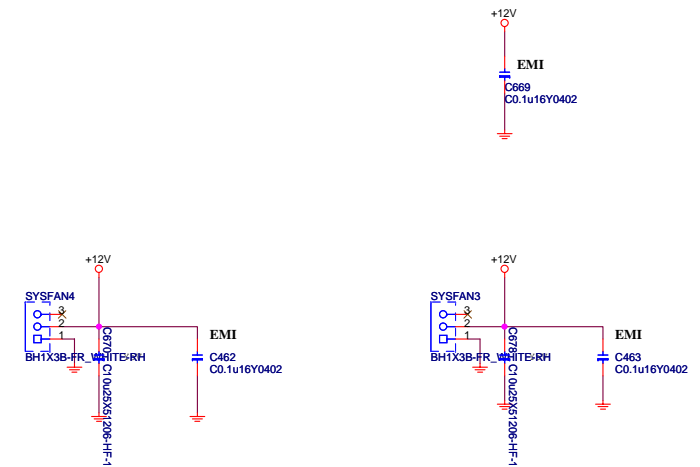 +12V
EMI
C669
C0.1u16Y0402
+12V
SYSFAN4
3
2
1
BH1X3B-FR_WHITE-RH
EMI
C462
C0.1u16Y0402
C10u25X51206-HF-1
+12V
SYSFAN3
3
2
1
BH1X3B-FR_WHITE-RH
EMI
C463
C0.1u16Y0402
C678
C10u25X51206-HF-1